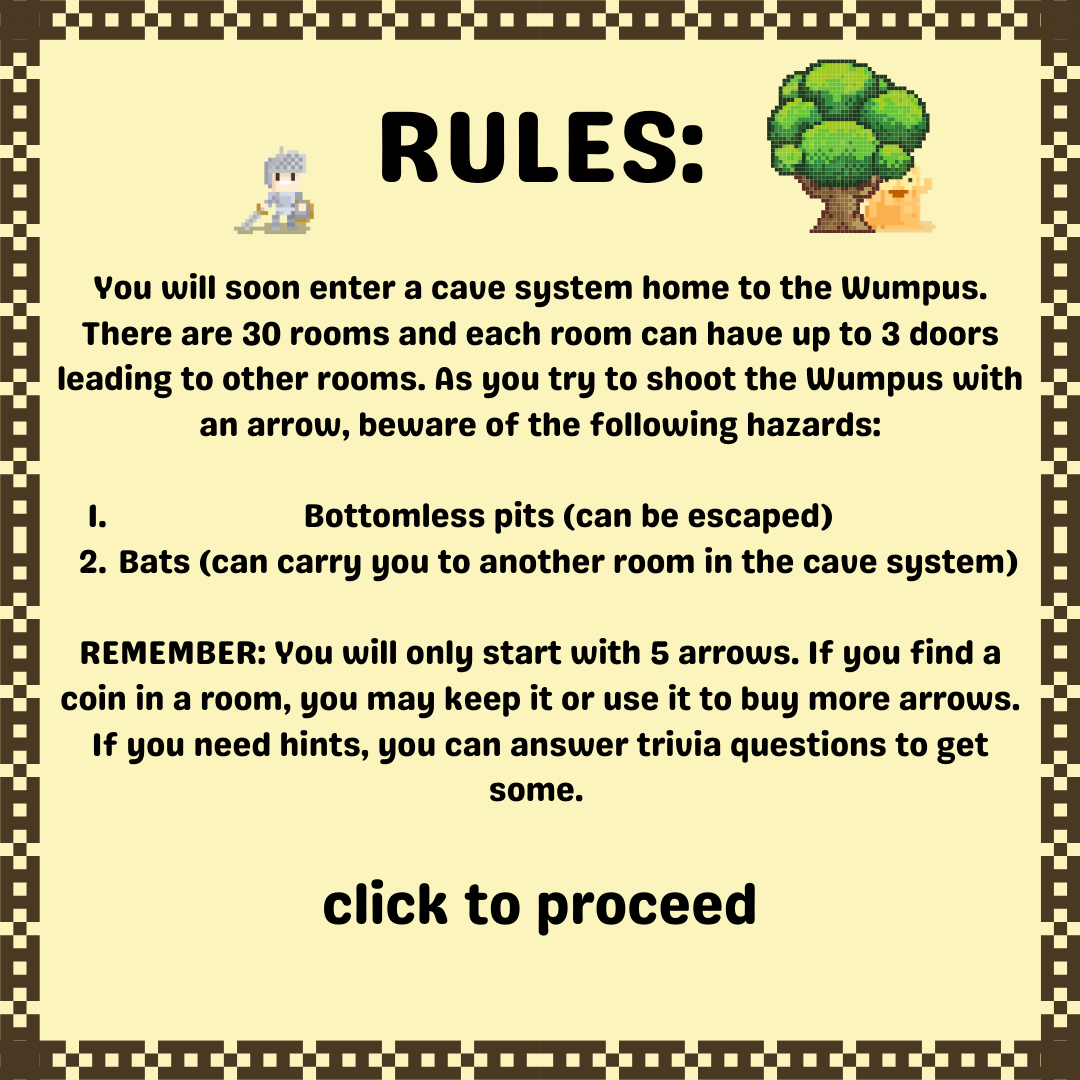 RULES:
You will soon enter a cave system home to the Wumpus.
There are 30 rooms and each room can have up to 3 doors
leading to other rooms. As you try to shoot the Wumpus with
an arrow, beware of the following hazards:
1. Bottomless pits (can be escaped)
2. Bats (can carry you to another room in the cave system)
REMEMBER: You will only start with 5 arrows. If you find a
coin in a room, you may keep it or use it to buy more arrows.
If you need hints, you can answer trivia questions to get
some.
click to proceed